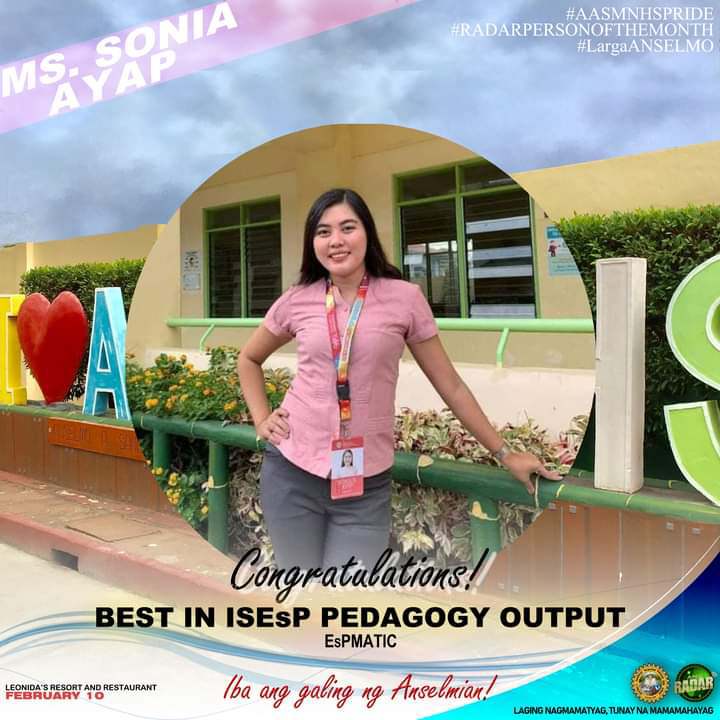 #AASMNHSPRIDE
#RADARPERSONOFTHEMONTH
#LargaANSELMO
MS. SONIA
AYAP
I
A
IS
Congratulations!
BEST IN ISEsP PEDAGOGY OUTPUT
EsPMATIC
LEONIDA'S RESORT AND RESTAURANT
FEBRUARY 10
Iba ang galing ng Anselmian!
RADAR
LAGING NAGMAMATYAG, TUNAY NA MAMAMAHAYAG